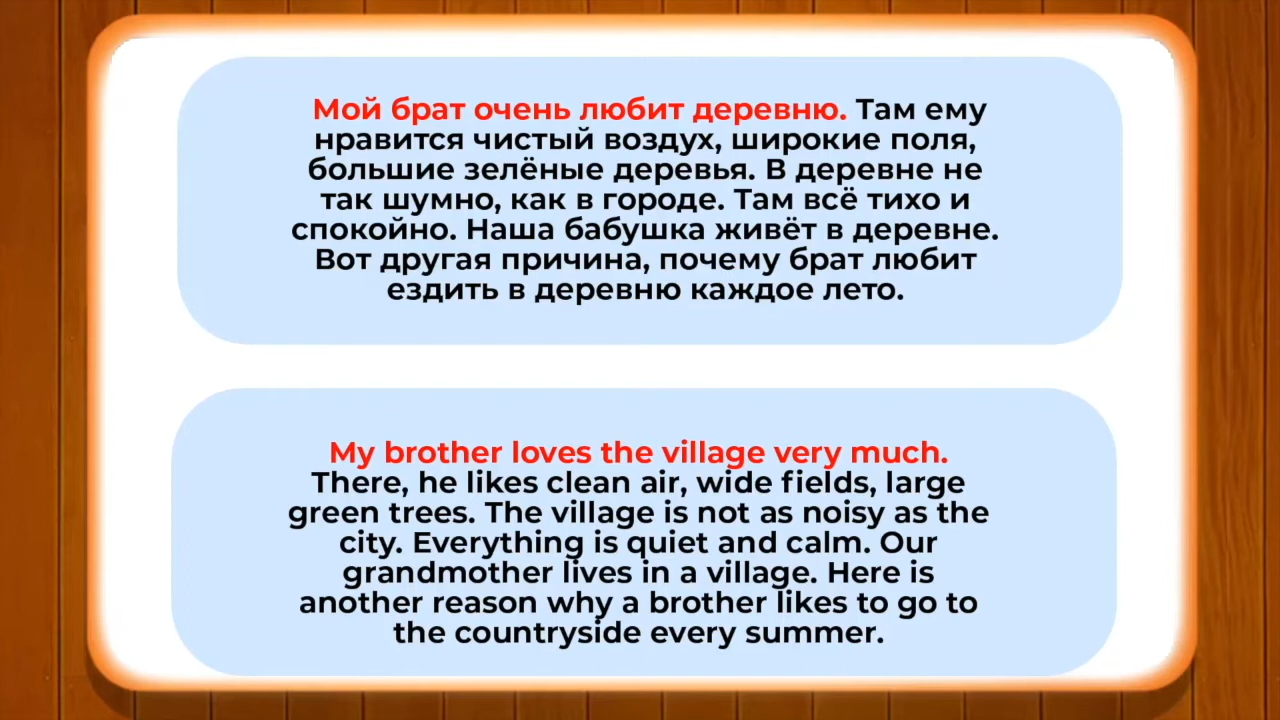 Мой брат очень любит деревню. Там ему
нравится чистый воздух, широкие поля,
большие зелёные деревья. В деревне не
так шумно, как в городе. Там всё тихо и
спокойно. Наша бабушка живёт в деревне.
Вот другая причина, почему брат любит
ездить в деревню каждое лето.
My brother loves the village very much.
There, he likes clean air, wide fields, large
green trees. The village is not as noisy as the
city. Everything is quiet and calm. Our
grandmother lives in a village. Here is
another reason why a brother likes to go to
the countryside every summer.